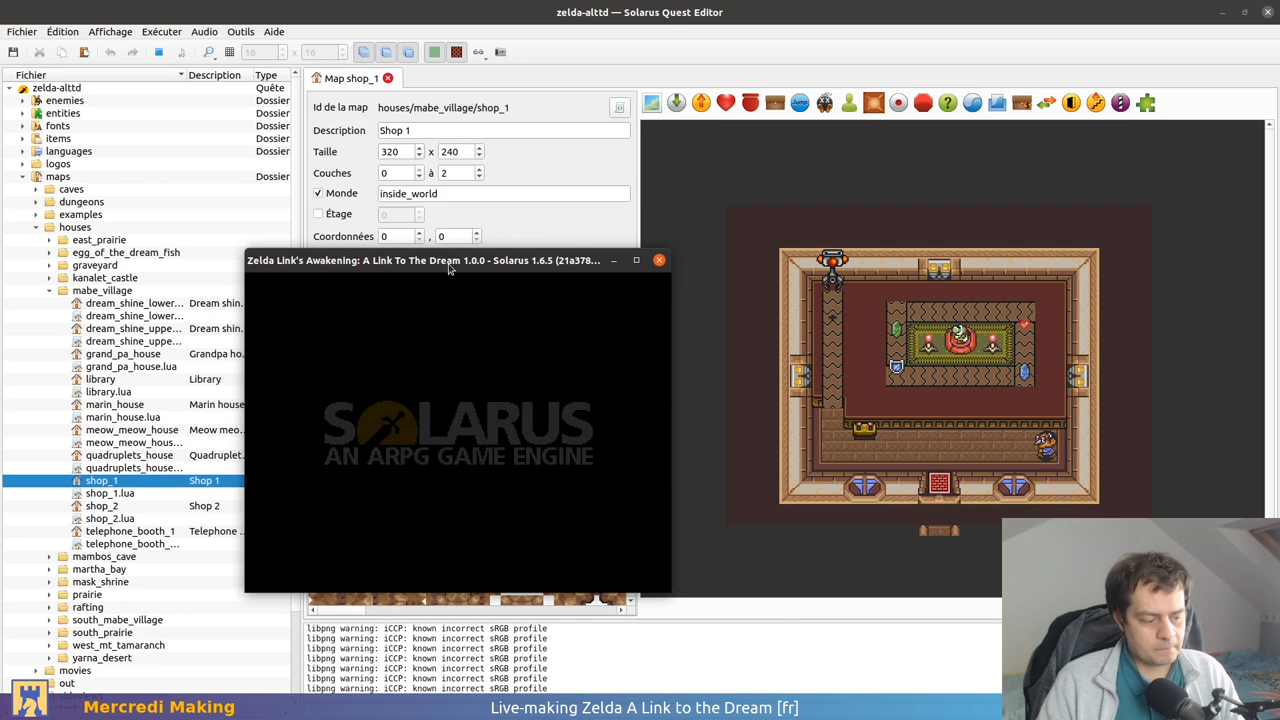 zelda-alttd — Solarus Quest Editor
Fichier Édition Affichage Exécuter Audio Outils Aide
16 x 16
Fichier Description Type
zelda-alttd Quête
enemies Dossier
entities Dossier
fonts Dossier
items Dossier
languages Dossier
logos Dossier
maps Dossier
caves
dungeons
examples
houses
east_prairie
egg_of_the_dream_fish
graveyard
kanalet_castle
mabe_village
dream_shine_lower... Dream shin.
dream_shine_lower...
dream_shine_uppe... Dream shin.
dream_shine_uppe...
grand_pa_house Grandpa ho.
grand_pa_house.lua
library Library
library.lua
marin_house Marin house
marin_house.lua
meow_meow_house Meow meo..
meow_meow_hous...
quadruplets_house Quadruplet.
quadruplets_house...
shop_1 Shop 1
shop_1.lua
shop_2 Shop 2
shop_2.lua
telephone_booth_1 Telephone .
telephone_booth_...
mambos_cave
martha_bay
mask_shrine
prairie
rafting
south_mabe_village
south_prairie
west_mt_tamaranch
yarna_desert
movies
out
Map shop_1
Id de la map houses/mabe_village/shop_1
Description Shop 1
Taille 320 x 240
Couches 0 à 2
Monde inside_world
Étage 0
Coordonnées 0 , 0
Jump
Zelda Link's Awakening: A Link To The Dream 1.0.0 - Solarus 1.6.5 (21a378...
SOLARUS
AN ARPG GAME ENGINE
libpng warning: iCCP: known incorrect sRGB profile
libpng warning: iCCP: known incorrect sRGB profile
libpng warning: iCCP: known incorrect sRGB profile
libpng warning: iCCP: known incorrect sRGB profile
libpng warning: iCCP: known incorrect sRGB profile
libpng warning: iCCP: known incorrect sRGB profile
libpng warning: iCCP: known incorrect sRGB profile
Mercredi Making
Live-making Zelda A Link to the Dream [fr]